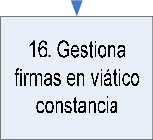 16. Gestiona
firmas en viático
constancia